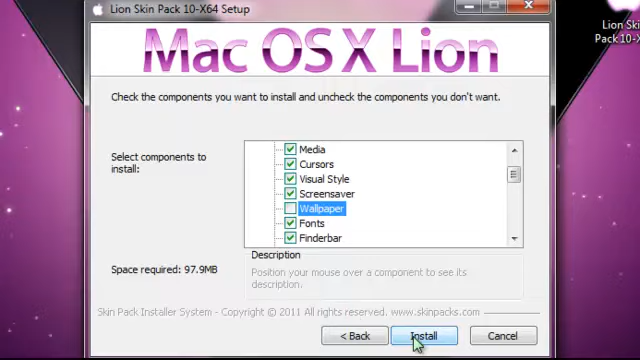 Lion Skin Pack 10-X64 Setup
Mac OS X Lion
Check the components you want to install and uncheck the components you don't want.
Select components to
install:
Media
Cursors
Visual Style
Screensaver
Wallpaper
Fonts
Finderbar
Space required: 97.9MB
Description
Position your mouse over a component to see its
description.
Skin Pack Installer System - Copyright © 2011 All rights reserved. www.skinpacks.com
< Back
Install
Cancel
Lion Ski
Pack 10-X